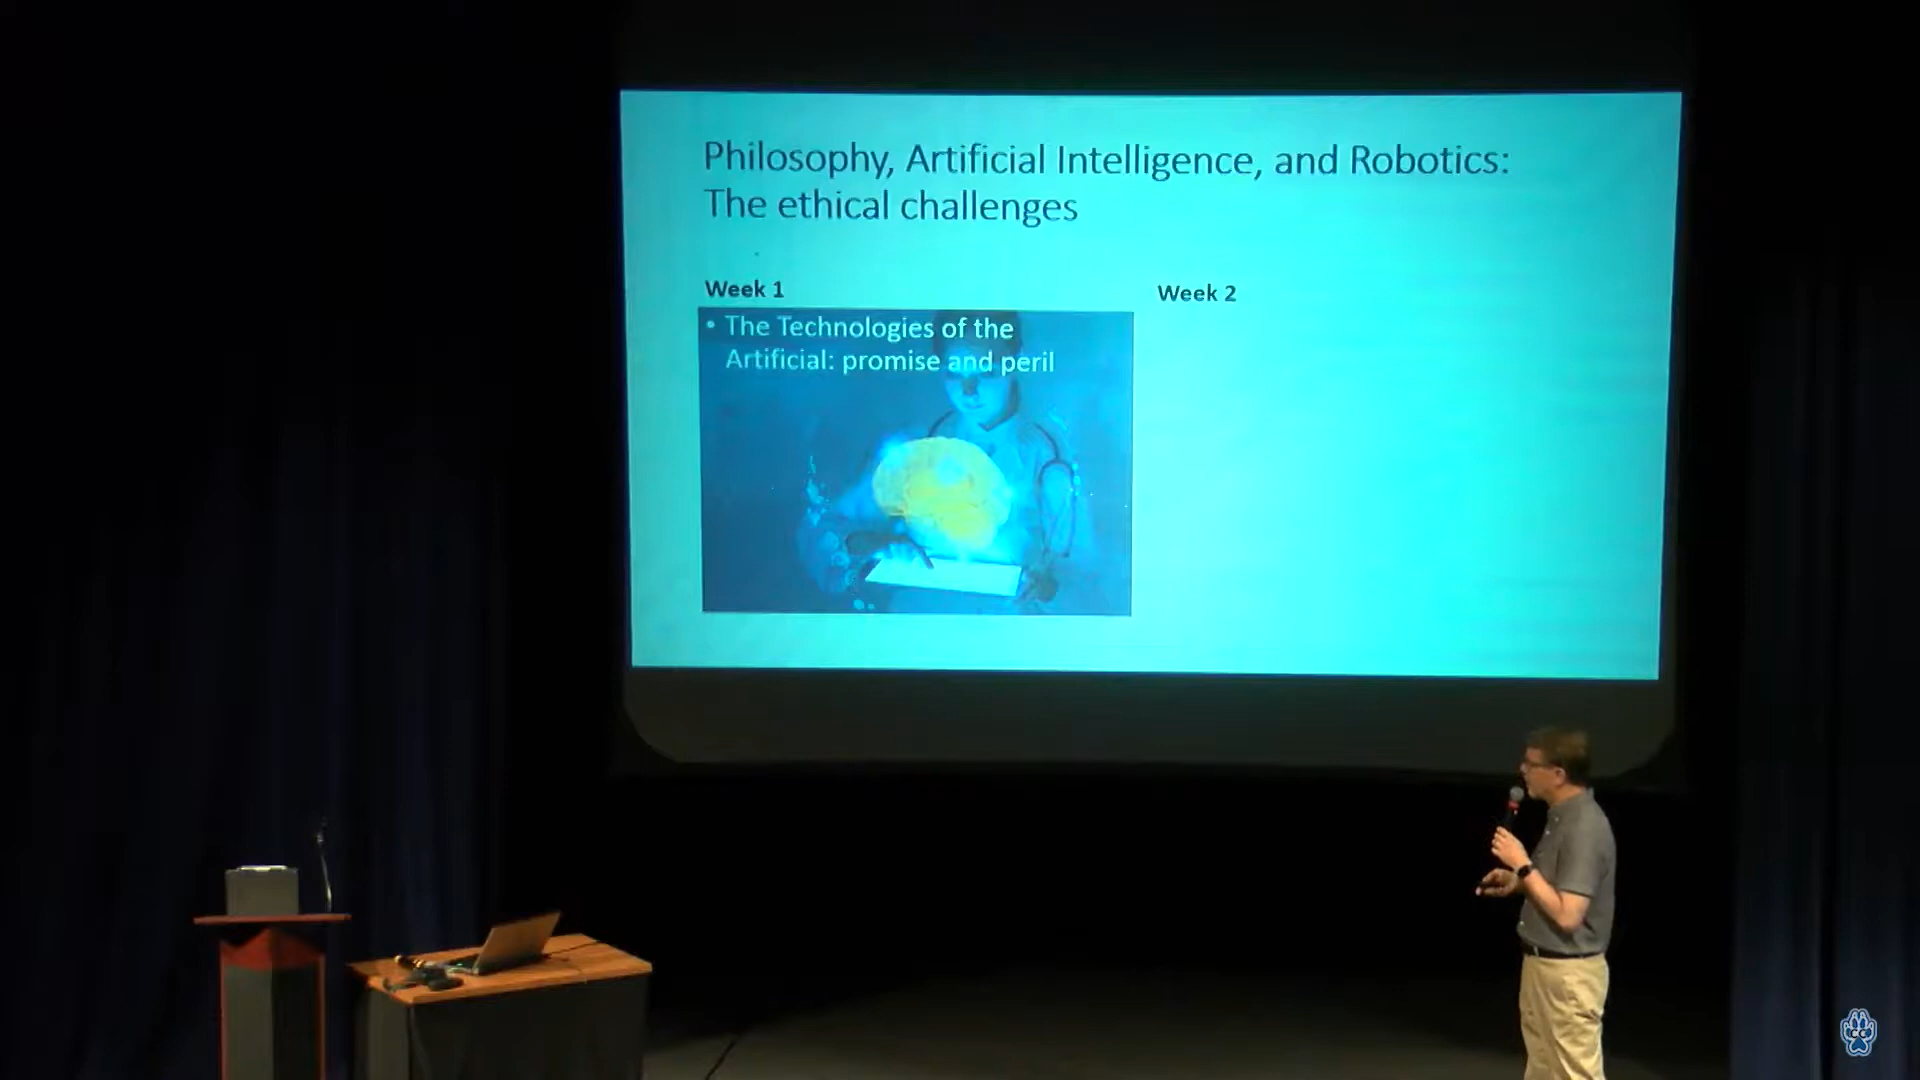 Philosophy, Artificial Intelligence, and Robotics:
The ethical challenges
Week 1
• The Technologies of the
Artificial: promise and peril
Week 2